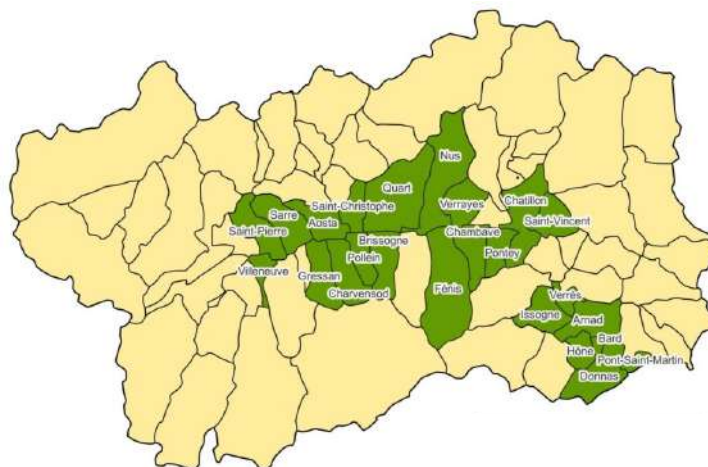 Nus
Quart
Chatillon
Saint-Christophe
Verrayes
Sarre
Aosta
Saint-Vincent
Saint-Pierre
Chambave
Brissogne
Pontey
Pollein
Villeneuve
Gressan
Fénis
Charvensod
Verrès
Issogne
Arnad
Bard
Hône
Pont-Saint-Martin
Donnas